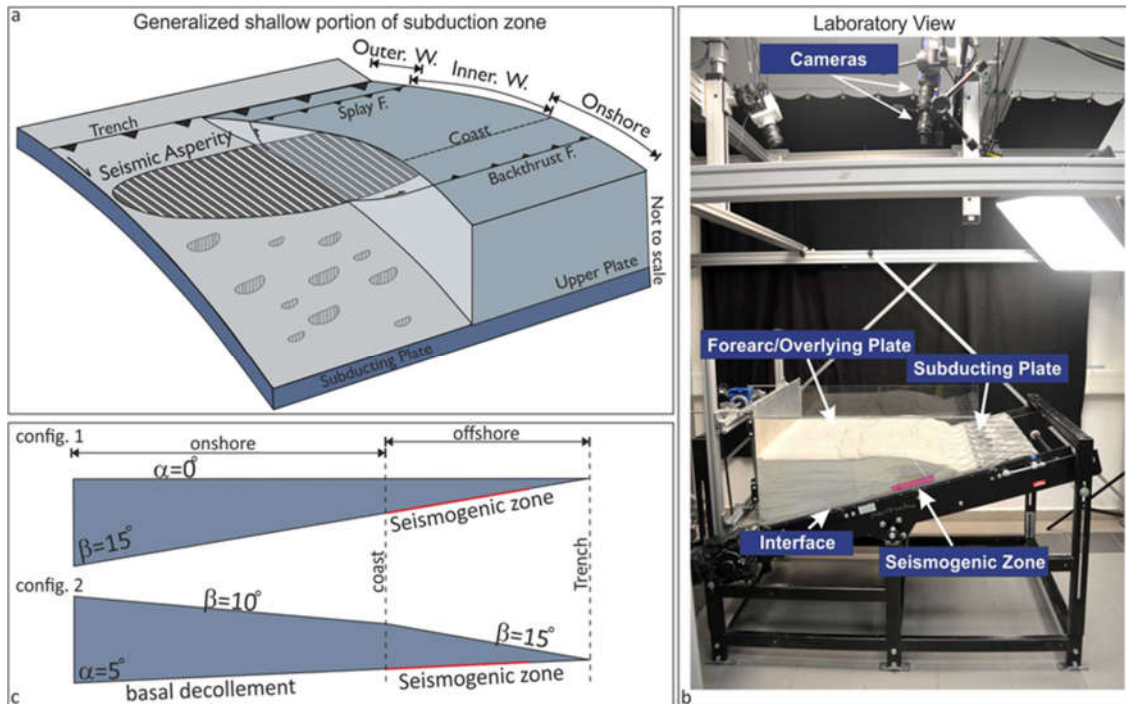 a
Generalized shallow portion of subduction zone
Outer. W.
Inner. W.
Onshore
Trench
Splay F.
Coast
Seismic Asperity
Backthrust F.
Not to scale
Upper Plate
Subducting Plate
config. 1
onshore
offshore
α=0°
β=15°
Seismogenic zone
coast
Trench
config. 2
β=10°
β=15°
α=5°
basal decollement
Seismogenic zone
c
Laboratory View
Cameras
Forearc/Overlying Plate
Subducting Plate
Interface
Seismogenic Zone
b